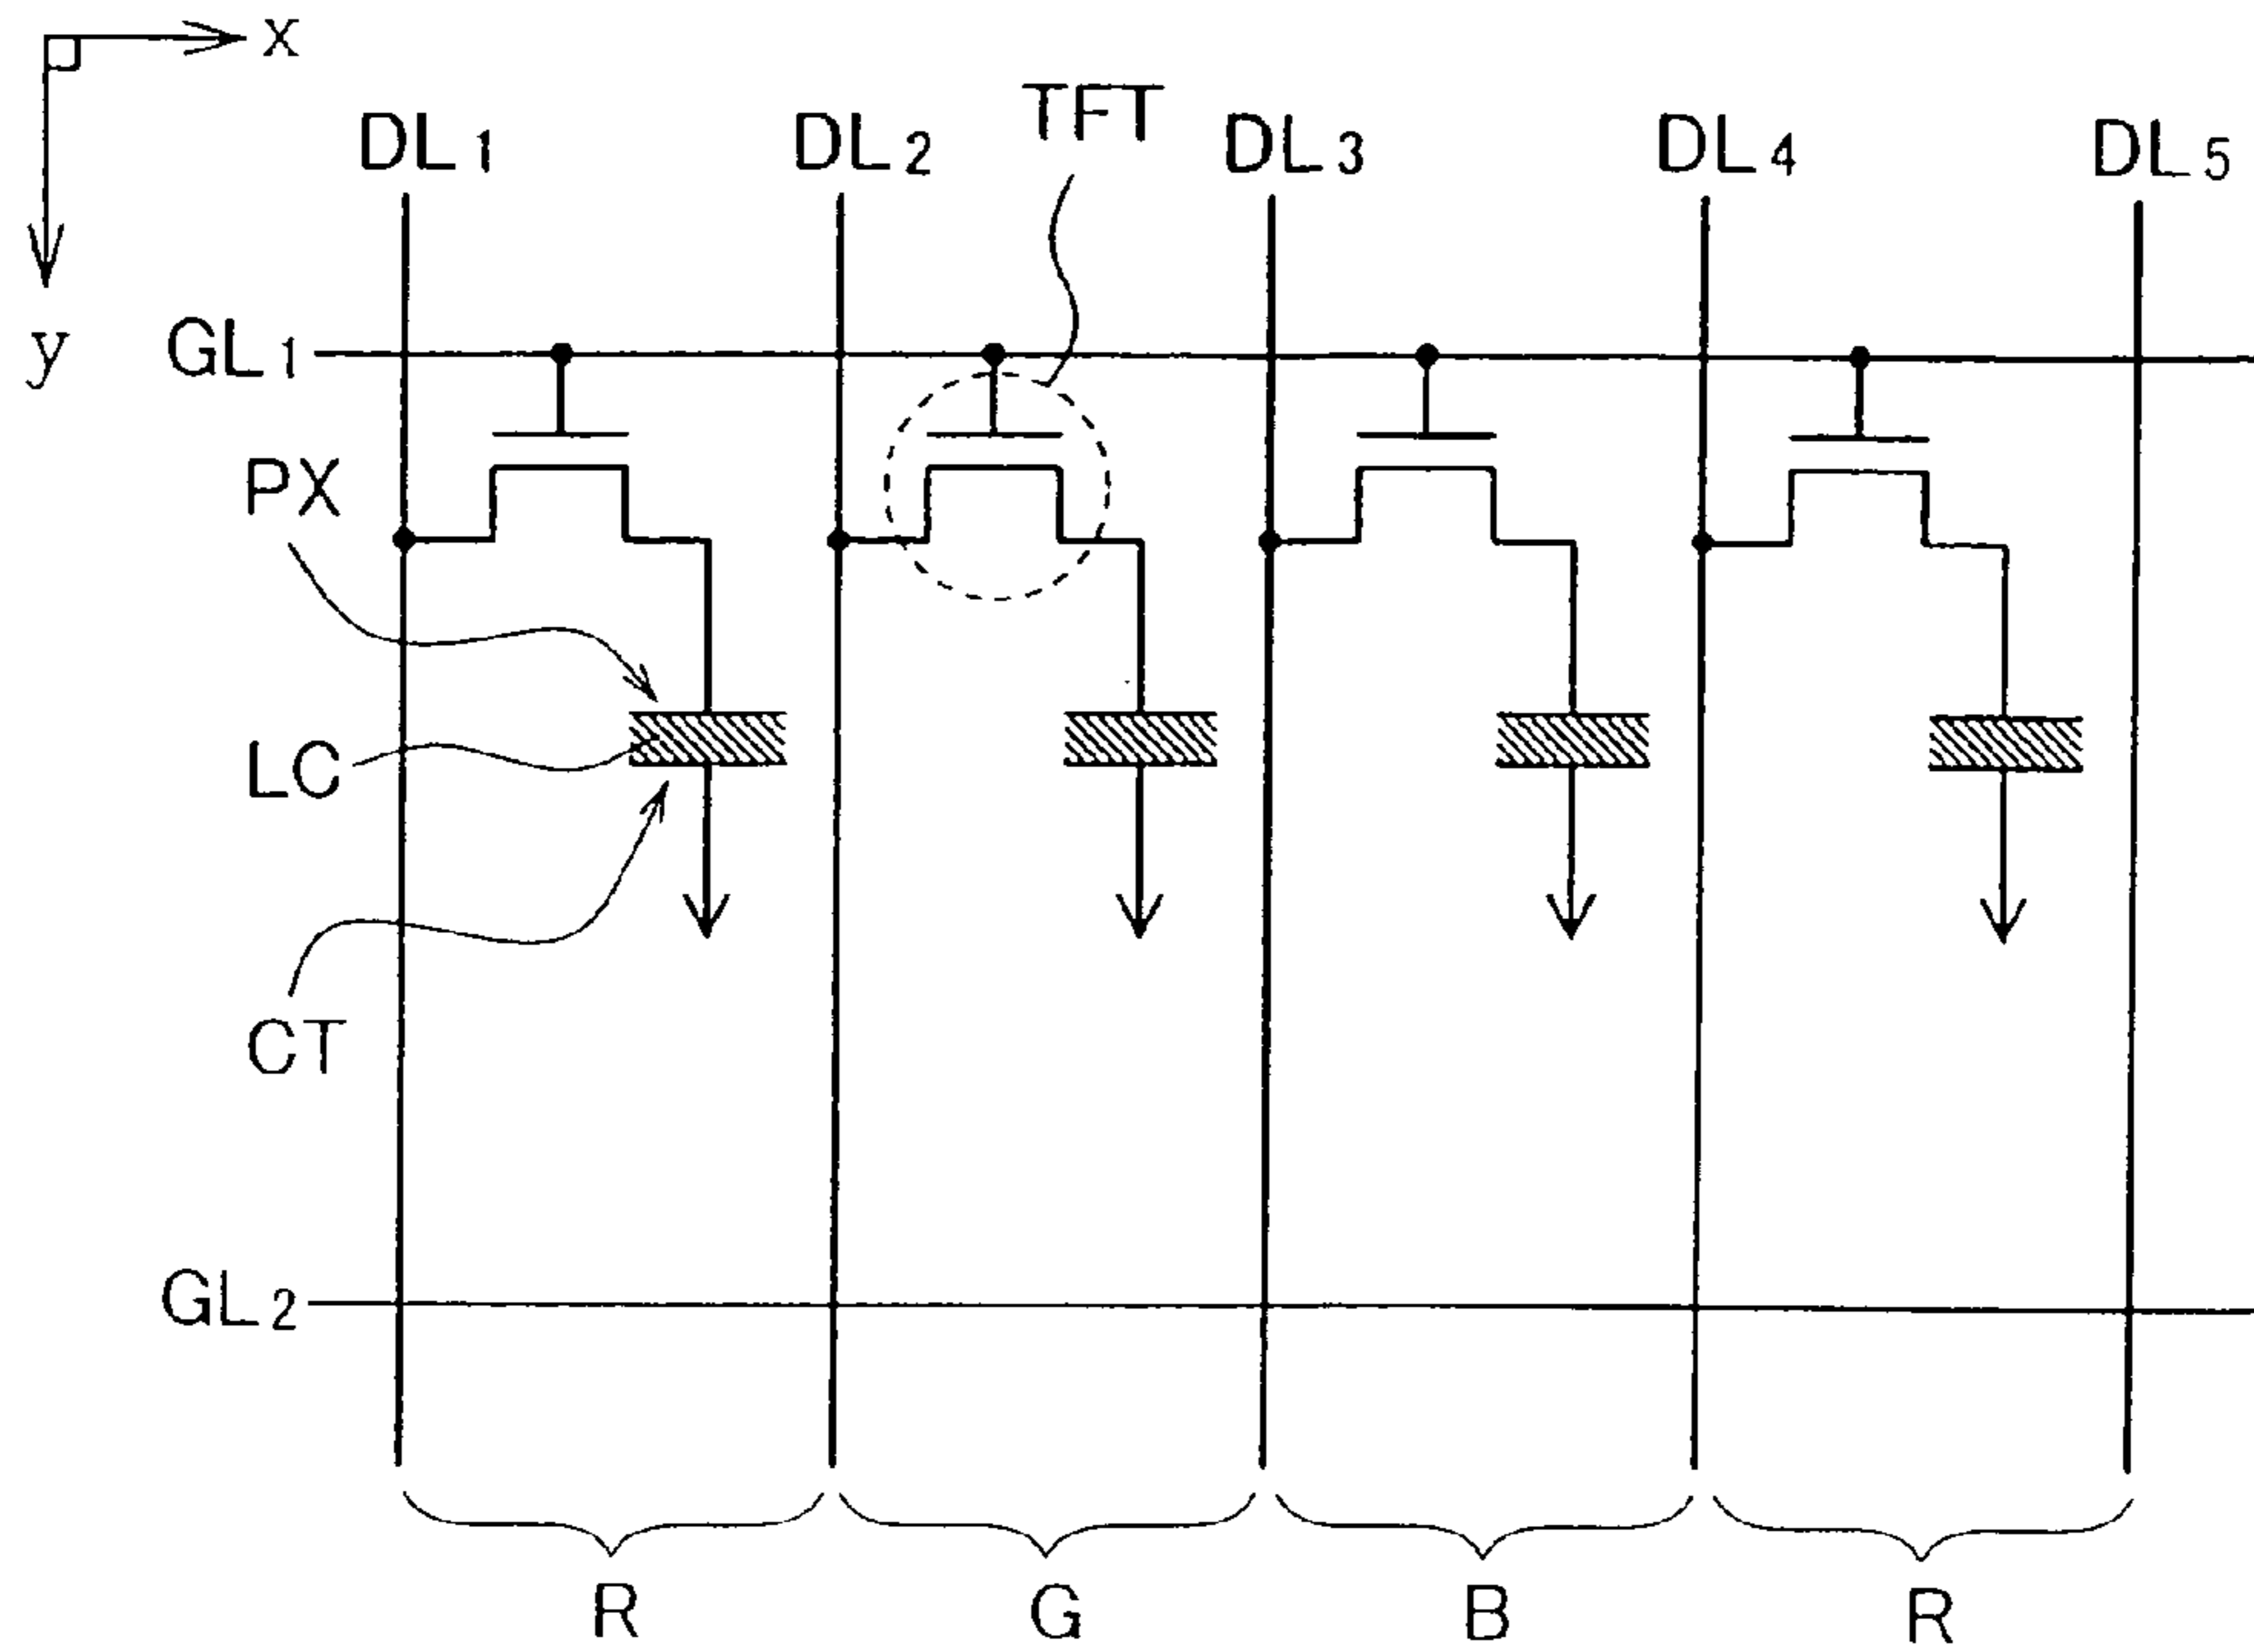 x
TFT
DL1 DL2 DL3 DL4 DL5
y
GL1
PX
LC
CT
GL2
R G B R